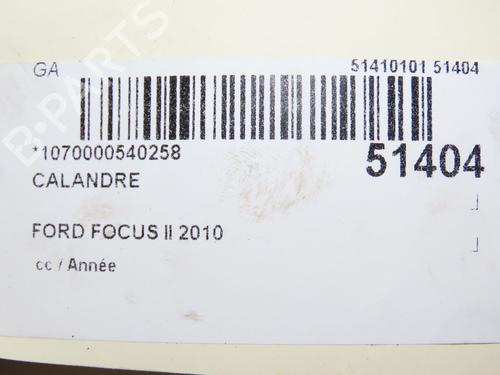 GA 51410101 51404
*1070000540258 51404
CALANDRE
FORD FOCUS II 2010
cc / Année
B-PARTS